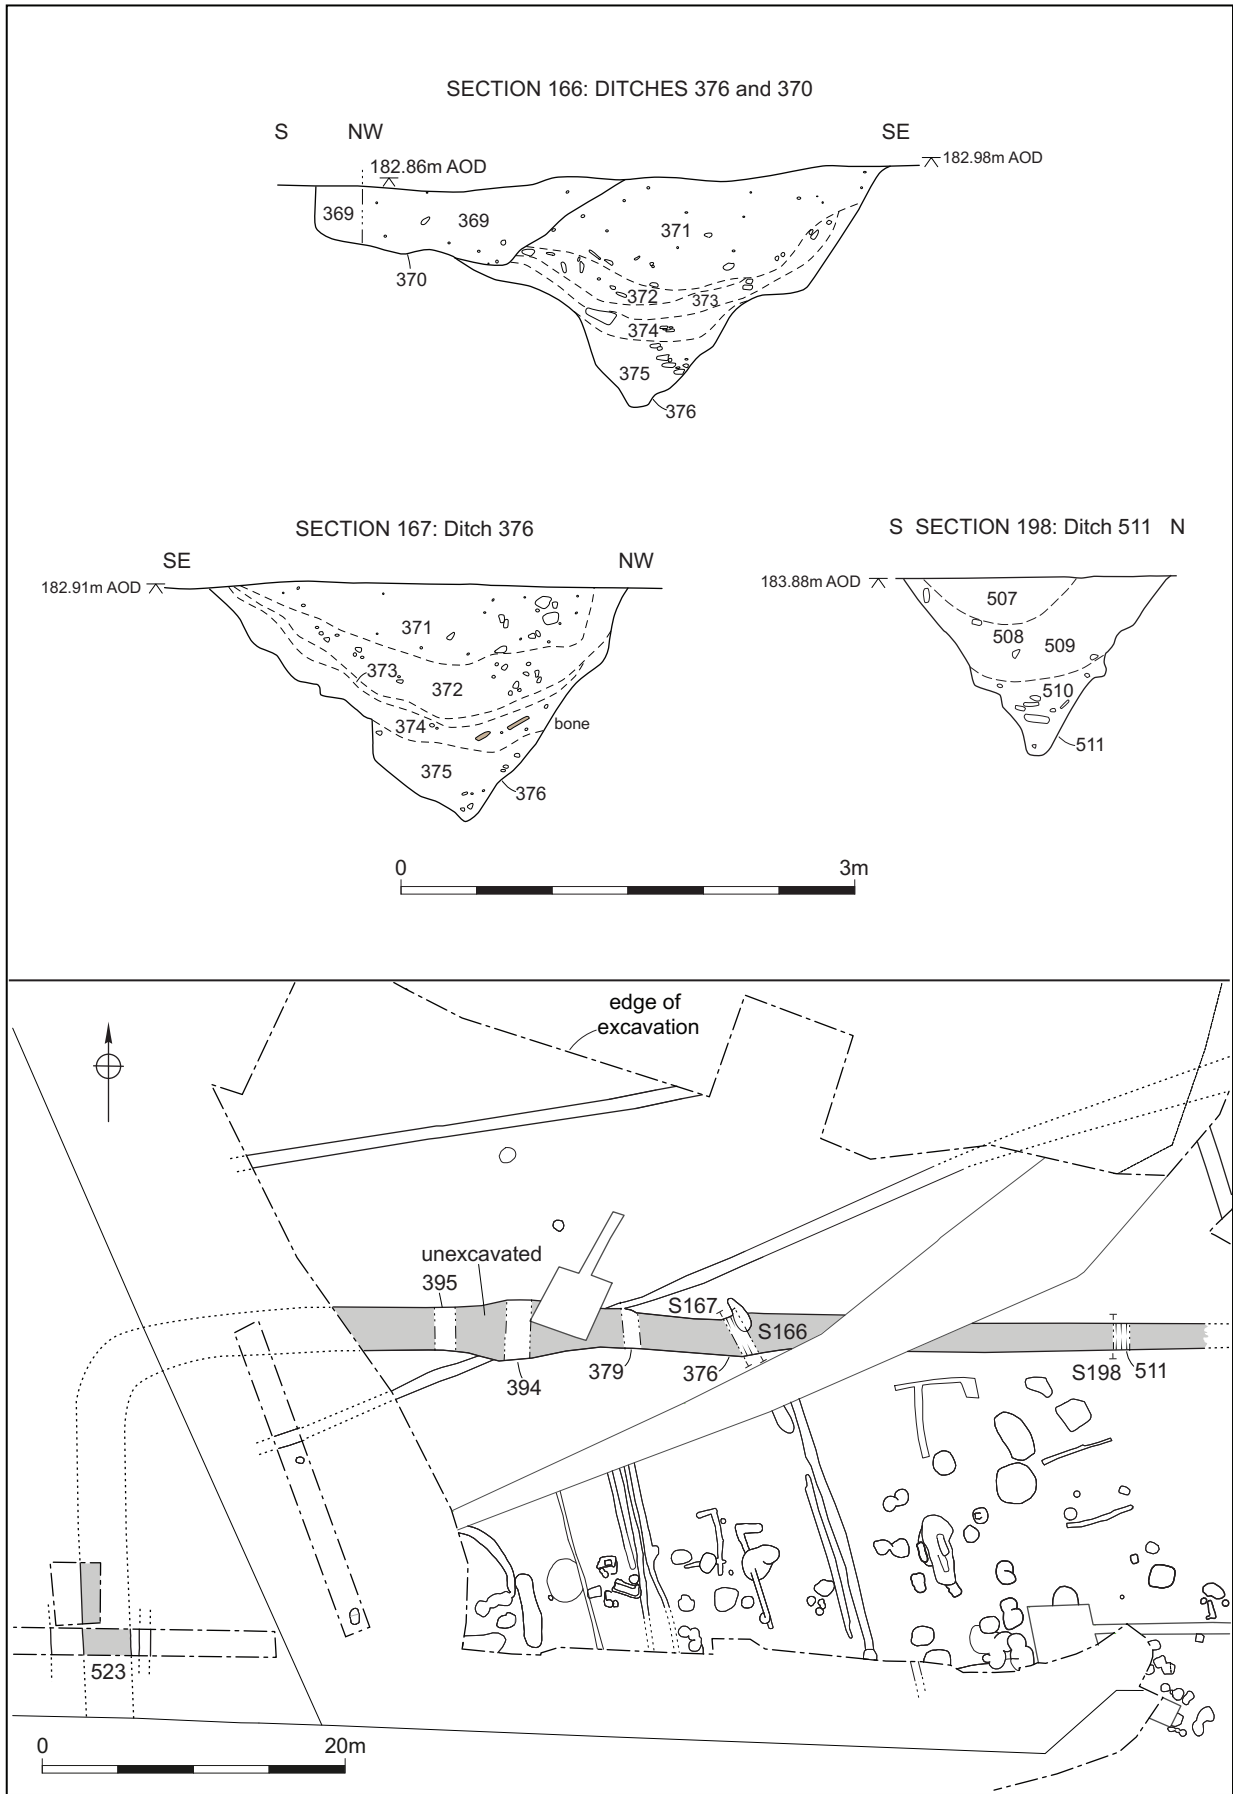 SECTION 166: DITCHES 376 and 370
S NW SE
182.86m AOD
182.98m AOD
369
369
371
370
372
373
374
375
376
SECTION 167: Ditch 376
SE NW
182.91m AOD
371
373
372
374
bone
375
376
S SECTION 198: Ditch 511 N
183.88m AOD
507
508
509
510
511
0 3m
edge of
excavation
unexcavated
395
S167
S166
394
379
376
S198
511
523
0 20m